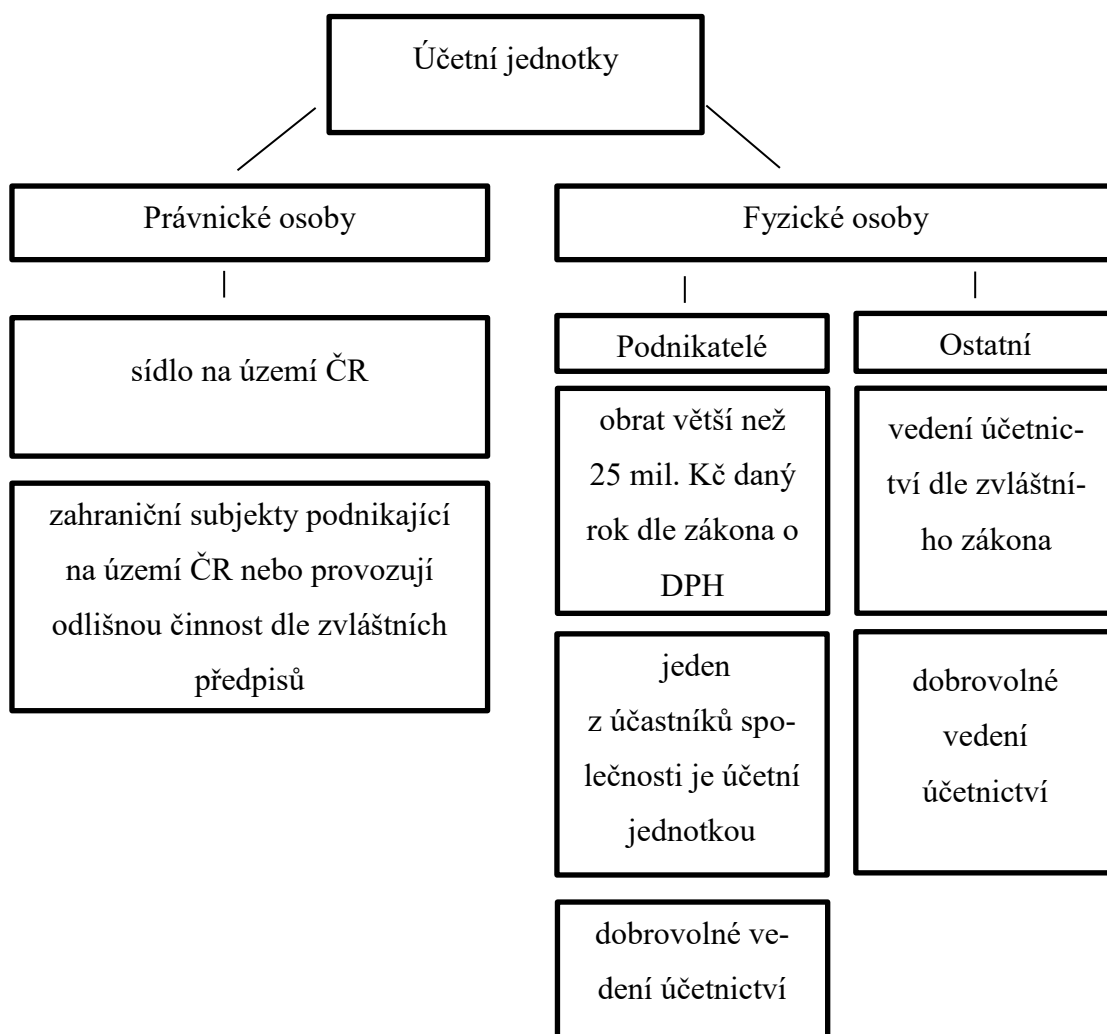 Účetní jednotky
Právnické osoby
sídlo na území ČR
zahraniční subjekty podnikající
na území ČR nebo provozují
odlišnou činnost dle zvláštních
předpisů
Fyzické osoby
Podnikatelé
obrat větší než
25 mil. Kč daný
rok dle zákona o
DPH
jeden
z účastníků spo-
lečnosti je účetní
jednotkou
dobrovolné ve-
dení účetnictví
Ostatní
vedení účetnic-
tví dle zvláštní-
ho zákona
dobrovolné
vedení
účetnictví